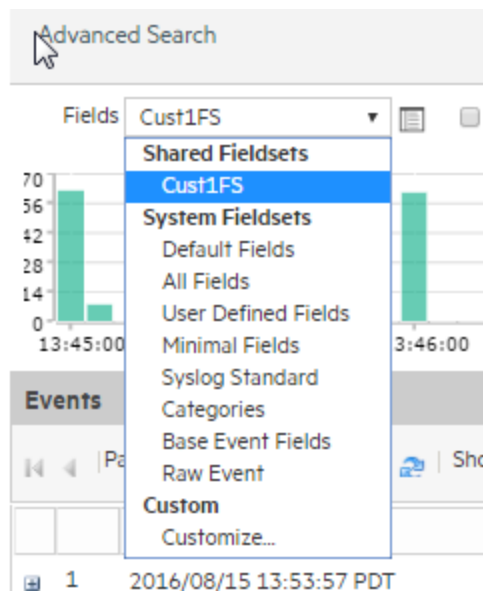 Advanced Search
Fields Cust1FS
Shared Fieldsets
Cust1FS
System Fieldsets
Default Fields
All Fields
User Defined Fields
Minimal Fields
Syslog Standard
Categories
Base Event Fields
Raw Event
Custom
Customize...
70
56
42
28
14
0
13:45:00 3:46:00
Events
Pa Sho
1 2016/08/15 13:53:57 PDT